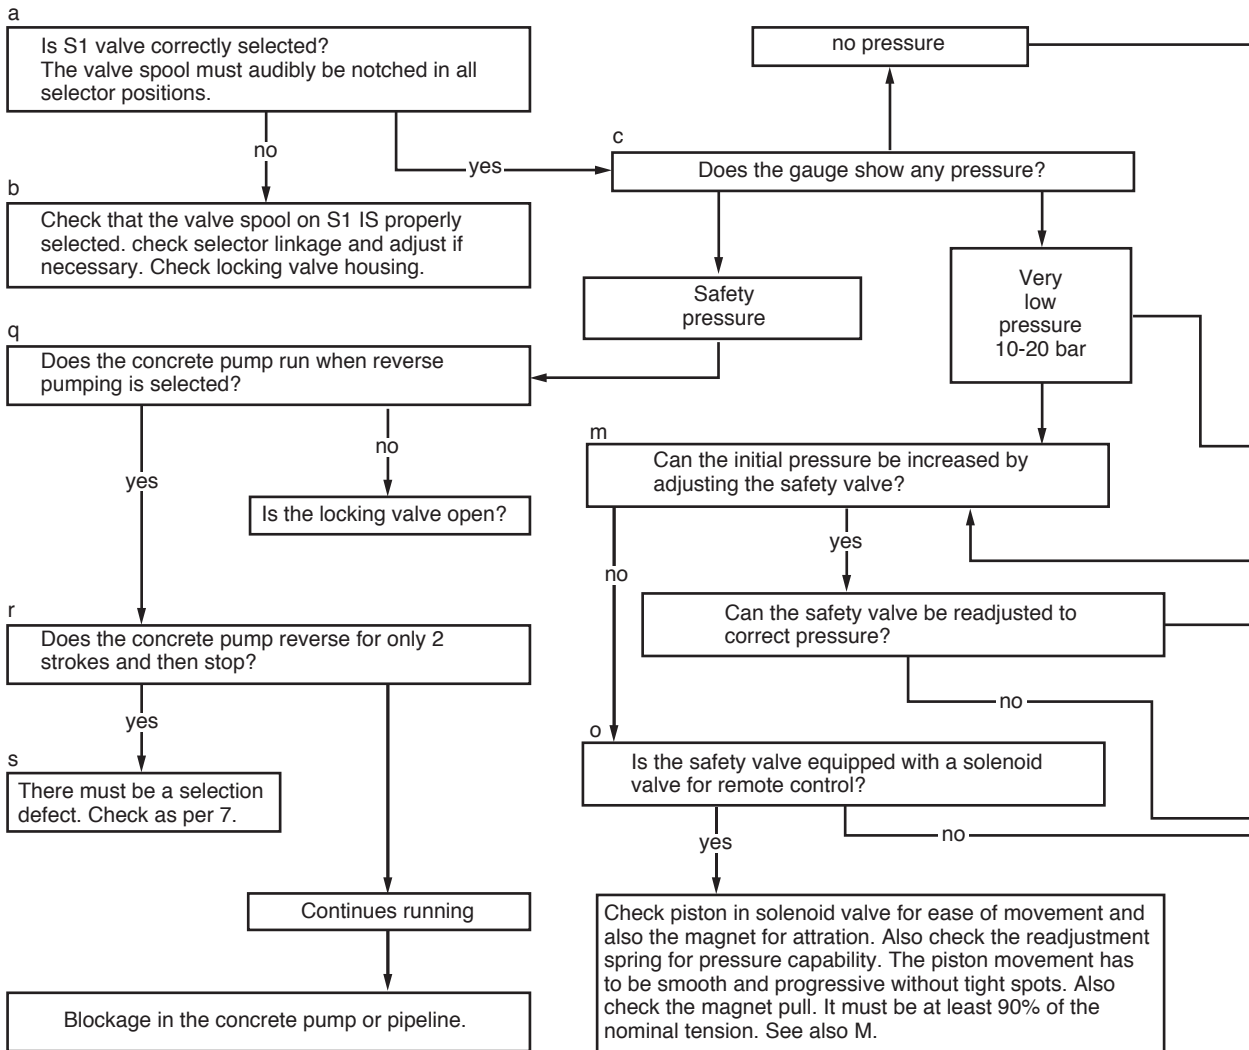 a
Is S1 valve correctly selected?
The valve spool must audibly be notched in all
selector positions.
no
yes
b
Check that the valve spool on S1 IS properly
selected. check selector linkage and adjust if
necessary. Check locking valve housing.
no pressure
c
Does the gauge show any pressure?
Safety
pressure
Very
low
pressure
10-20 bar
q
Does the concrete pump run when reverse
pumping is selected?
yes
no
Is the locking valve open?
r
Does the concrete pump reverse for only 2
strokes and then stop?
yes
s
There must be a selection
defect. Check as per 7.
Continues running
Blockage in the concrete pump or pipeline.
m
Can the initial pressure be increased by
adjusting the safety valve?
yes
no
Can the safety valve be readjusted to
correct pressure?
no
o
Is the safety valve equipped with a solenoid
valve for remote control?
yes
no
Check piston in solenoid valve for ease of movement and
also the magnet for attration. Also check the readjustment
spring for pressure capability. The piston movement has
to be smooth and progressive without tight spots. Also
check the magnet pull. It must be at least 90% of the
nominal tension. See also M.